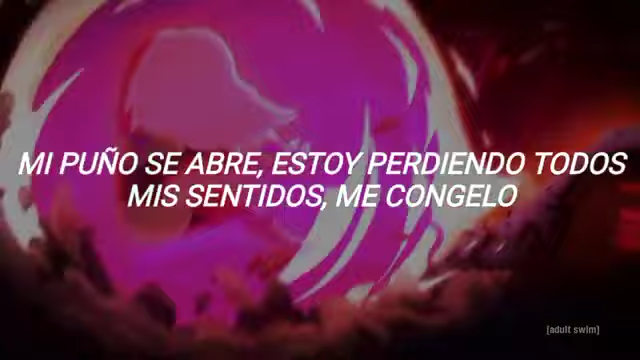 MI PUÑO SE ABRE, ESTOY PERDIENDO TODOS
MIS SENTIDOS, ME CONGELO
[adult swim]